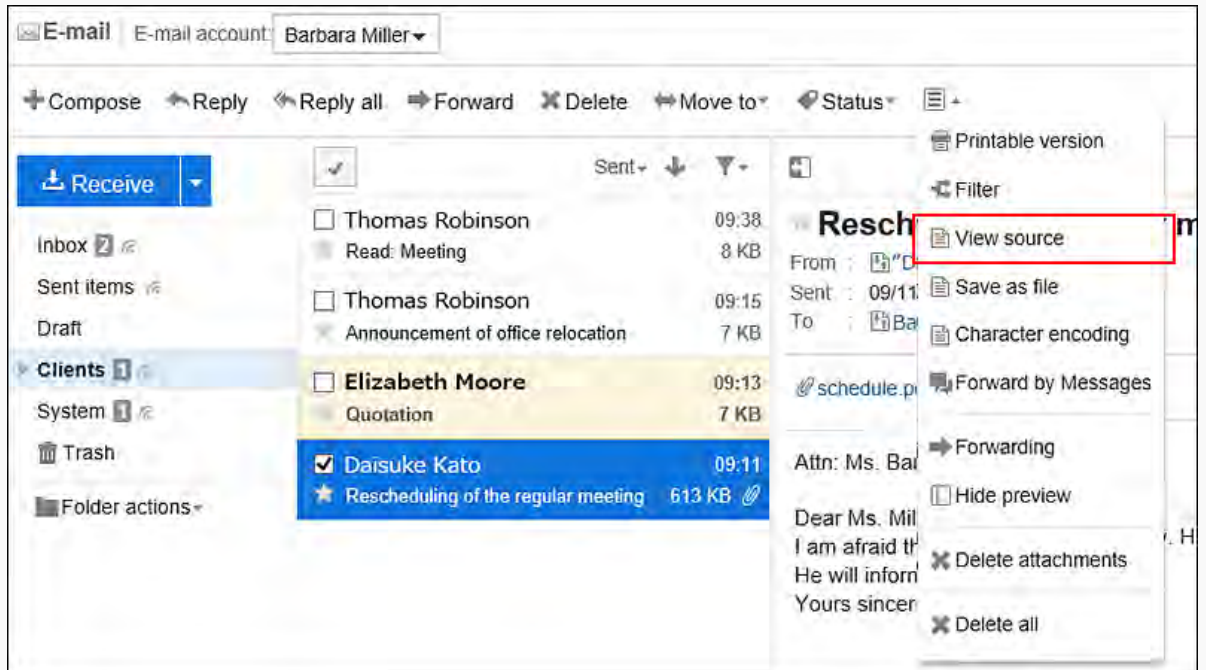 E-mail E-mail account: Barbara Miller
Compose Reply Reply all Forward Delete Move to Status
Receive
Inbox 2
Sent items
Draft
Clients 1
System 1
Trash
Folder actions
Sent
Thomas Robinson 09:38
Read: Meeting 8 KB
Thomas Robinson 09:15
Announcement of office relocation 7 KB
Elizabeth Moore 09:13
Quotation 7 KB
Daisuke Kato 09:11
Rescheduling of the regular meeting 613 KB
Resch m
From : "D
Sent : 09/11
To : Ba
schedule.p
Attn: Ms. Ba
Dear Ms. Mil
I am afraid th . H
He will inform
Yours sincer
Printable version
Filter
View source
Save as file
Character encoding
Forward by Messages
Forwarding
Hide preview
Delete attachments
Delete all